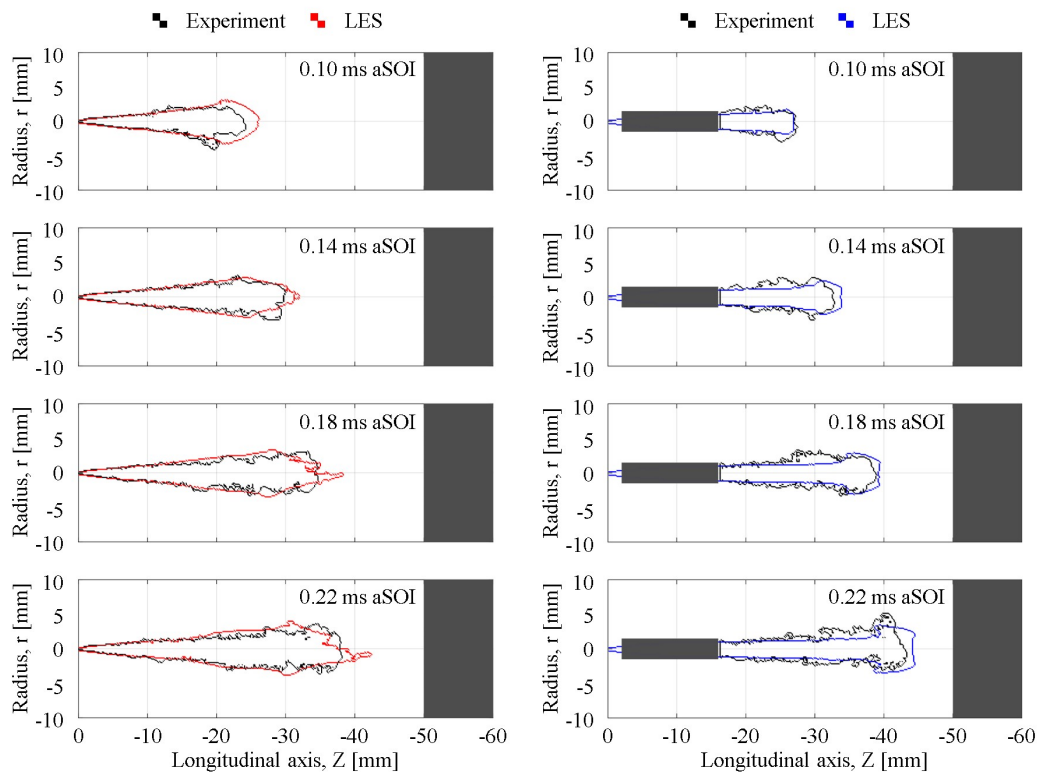 Experiment LES
Experiment LES
10
5
0
-5
-10
Radius, r [mm]
0.10 ms aSOI
10
5
0
-5
-10
Radius, r [mm]
0.10 ms aSOI
10
5
0
-5
-10
Radius, r [mm]
0.14 ms aSOI
10
5
0
-5
-10
Radius, r [mm]
0.14 ms aSOI
10
5
0
-5
-10
Radius, r [mm]
0.18 ms aSOI
10
5
0
-5
-10
Radius, r [mm]
0.18 ms aSOI
10
5
0
-5
-10
Radius, r [mm]
0.22 ms aSOI
10
5
0
-5
-10
Radius, r [mm]
0.22 ms aSOI
0 -10 -20 -30 -40 -50 -60
Longitudinal axis, Z [mm]
0 -10 -20 -30 -40 -50 -60
Longitudinal axis, Z [mm]